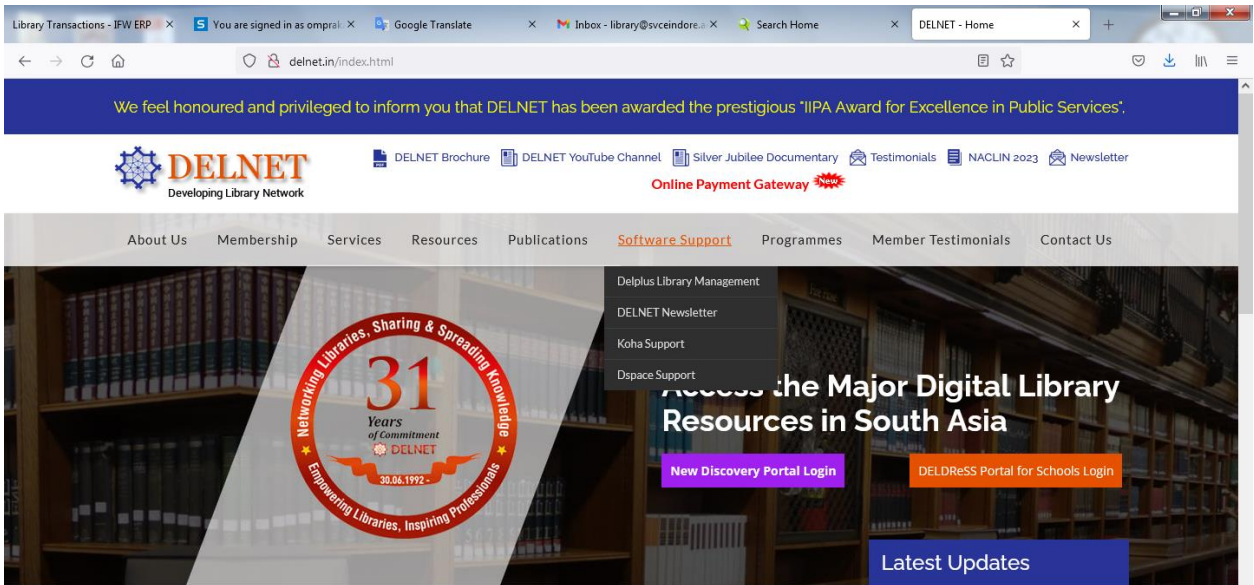 Library Transactions - IFW ERP
You are signed in as omprak
Google Translate
Inbox - library@svceindore.a
Search Home
DELNET - Home
delnet.in/index.html
We feel honoured and privileged to inform you that DELNET has been awarded the prestigious "IIPA Award for Excellence in Public Services".
DELNET
Developing Library Network
DELNET Brochure DELNET YouTube Channel Silver Jubilee Documentary Testimonials NACLIN 2023 Newsletter
Online Payment Gateway New
About Us Membership Services Resources Publications Software Support Programmes Member Testimonials Contact Us
Delplus Library Management
DELNET Newsletter
Koha Support
Dspace Support
Networking Libraries, Sharing & Spreading Knowledge
31
Years
of Commitment
DELNET
30.06.1992 -
Empowering Libraries, Inspiring Professionals
Access the Major Digital Library
Resources in South Asia
New Discovery Portal Login
DELDReSS Portal for Schools Login
Latest Updates